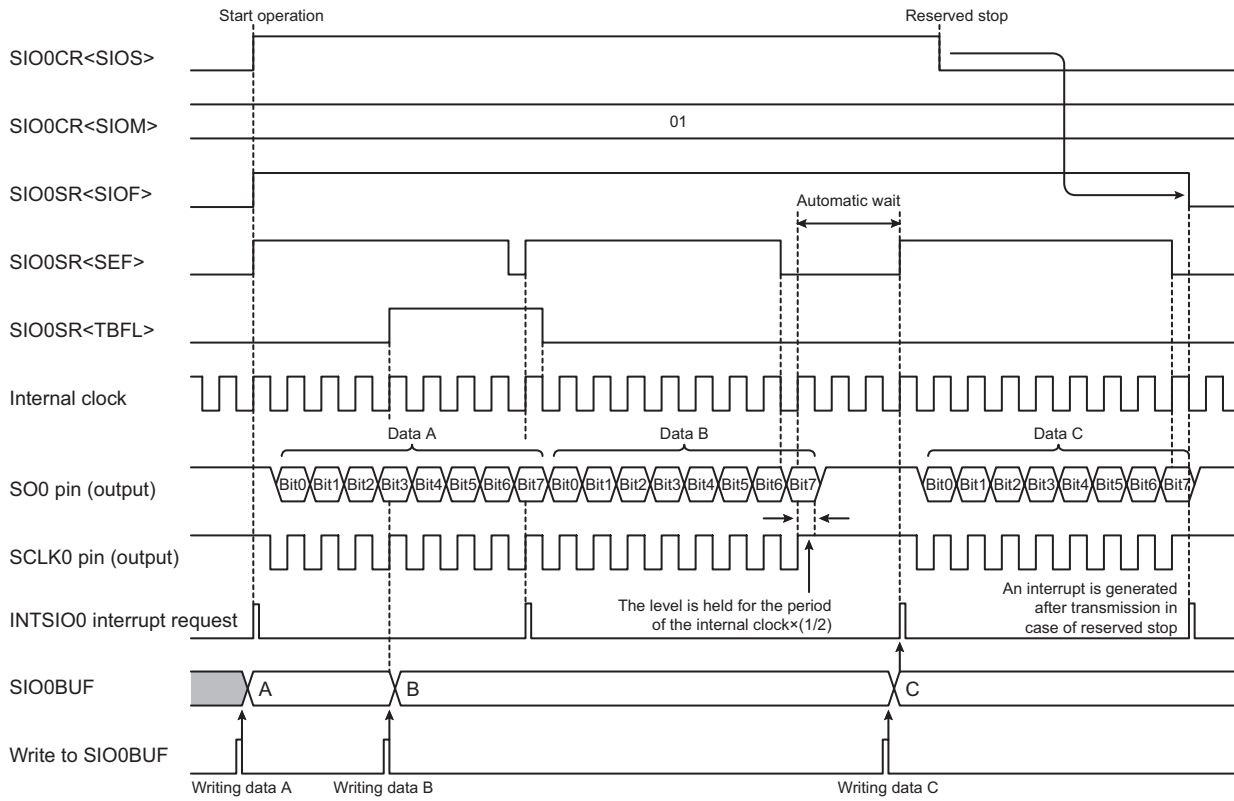 Start operation
Reserved stop
SIO0CR<SIOS>
SIO0CR<SIOM>
01
SIO0SR<SIOF>
Automatic wait
SIO0SR<SEF>
SIO0SR<TBFL>
Internal clock
Data A
Data B
Data C
SO0 pin (output)
Bit0 Bit1 Bit2 Bit3 Bit4 Bit5 Bit6 Bit7 Bit0 Bit1 Bit2 Bit3 Bit4 Bit5 Bit6 Bit7 Bit0 Bit1 Bit2 Bit3 Bit4 Bit5 Bit6 Bit7
SCLK0 pin (output)
The level is held for the period
of the internal clock×(1/2)
An interrupt is generated
after transmission in
case of reserved stop
INTSIO0 interrupt request
SIO0BUF
A
B
C
Write to SIO0BUF
Writing data A
Writing data B
Writing data C